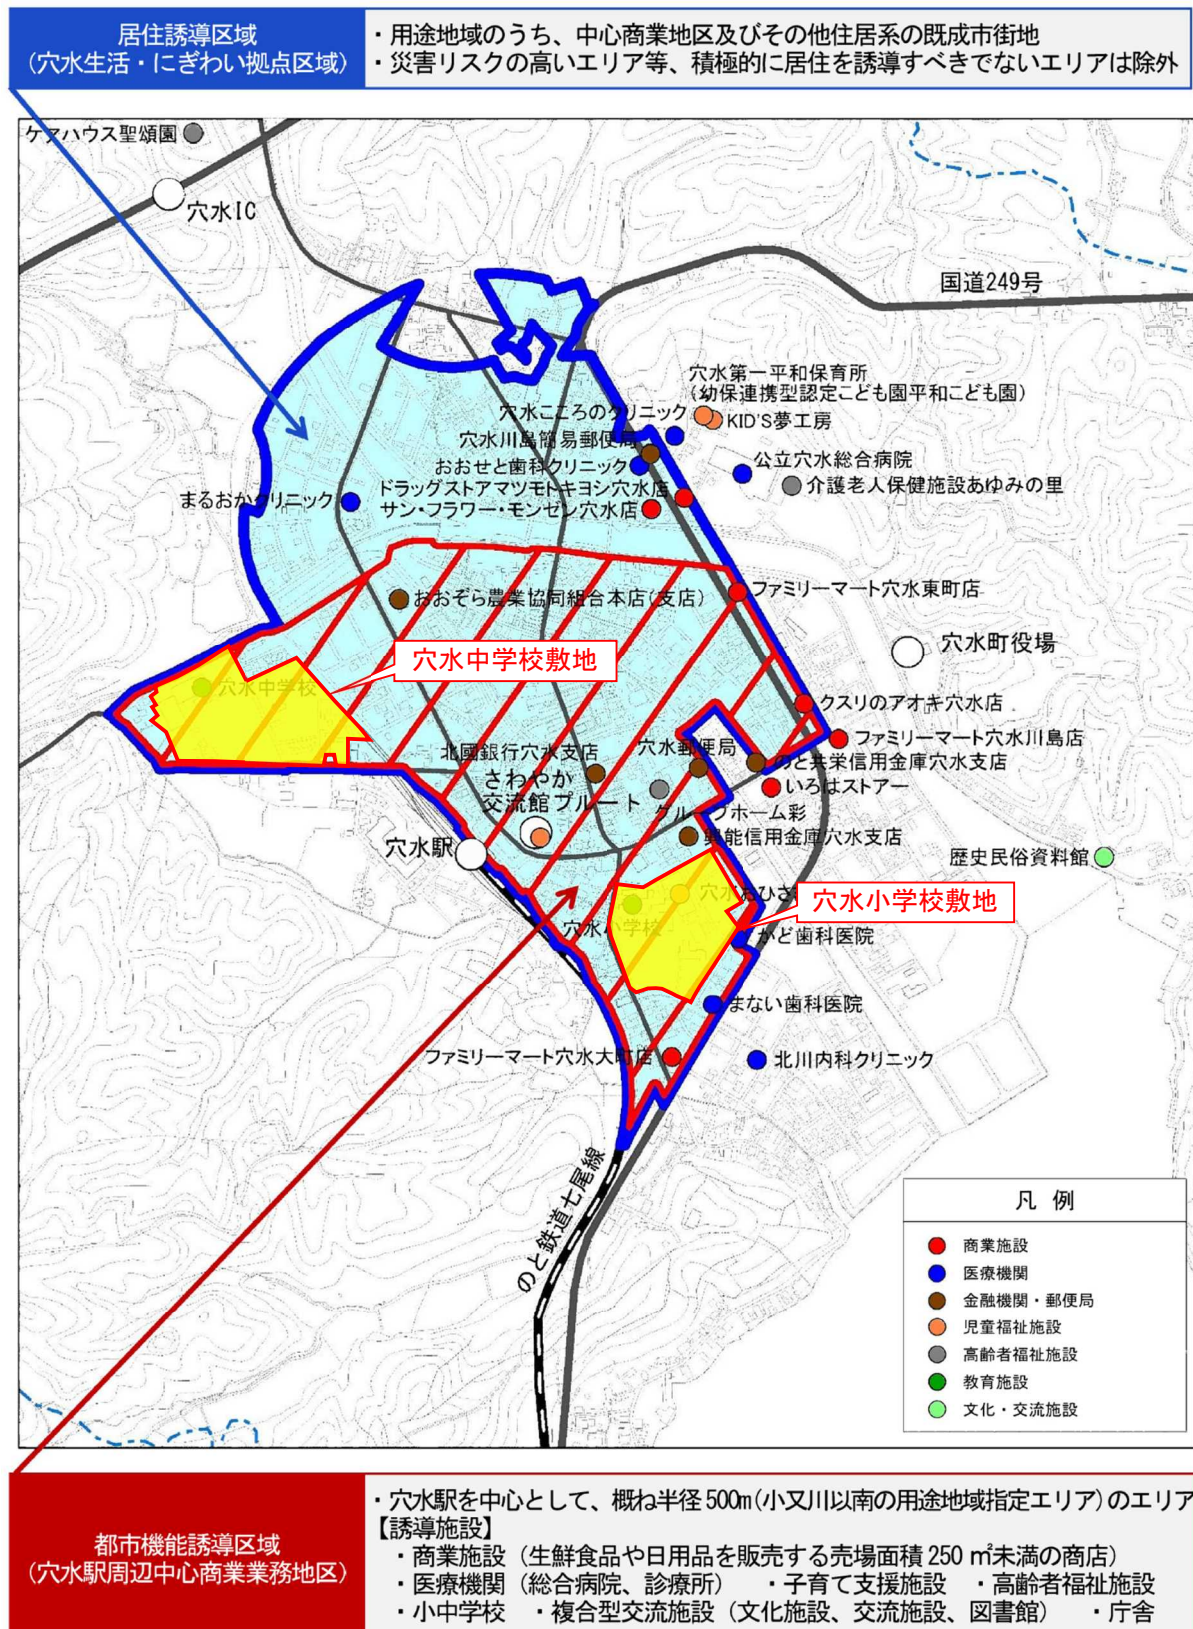 居住誘導区域
(穴水生活・にぎわい拠点区域)
・用途地域のうち、中心商業地区及びその他住居系の既成市街地
・災害リスクの高いエリア等、積極的に居住を誘導すべきでないエリアは除外
ケアハウス聖頌園
穴水IC
国道249号
穴水第一平和保育所
(幼保連携型認定こども園平和こども園)
穴水こころのクリニック
KID'S夢工房
穴水川島簡易郵便局
おおせと歯科クリニック
公立穴水総合病院
ドラッグストアマツモトキヨシ穴水店
介護老人保健施設あゆみの里
まるおかクリニック
サン・フラワー・モンゼン穴水店
ファミリーマート穴水東町店
おおぞら農業協同組合本店(支店)
穴水町役場
穴水中学校敷地
穴水中学校
クスリのアオキ穴水店
ファミリーマート穴水川島店
穴水郵便局
北國銀行穴水支店
のと共栄信用金庫穴水支店
さわやか
交流館プルート
いろはストアー
グループホーム彩
興能信用金庫穴水支店
穴水駅
歴史民俗資料館
穴水おひさ
穴水小学校敷地
穴水小学校
かど歯科医院
まない歯科医院
ファミリーマート穴水大町店
北川内科クリニック
のと鉄道七尾線
凡 例
商業施設
医療機関
金融機関・郵便局
児童福祉施設
高齢者福祉施設
教育施設
文化・交流施設
都市機能誘導区域
(穴水駅周辺中心商業業務地区)
・穴水駅を中心として、概ね半径500m(小又川以南の用途地域指定エリア)のエリア
【誘導施設】
・商業施設（生鮮食品や日用品を販売する売場面積250㎡未満の商店）
・医療機関（総合病院、診療所） ・子育て支援施設 ・高齢者福祉施設
・小中学校 ・複合型交流施設（文化施設、交流施設、図書館） ・庁舎